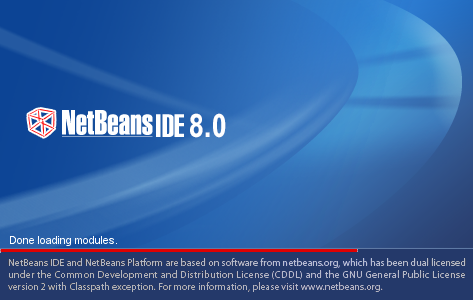 NetBeans IDE 8.0
Done loading modules.
NetBeans IDE and NetBeans Platform are based on software from netbeans.org, which has been dual licensed
under the Common Development and Distribution License (CDDL) and the GNU General Public License
version 2 with Classpath exception. For more information, please visit www.netbeans.org.